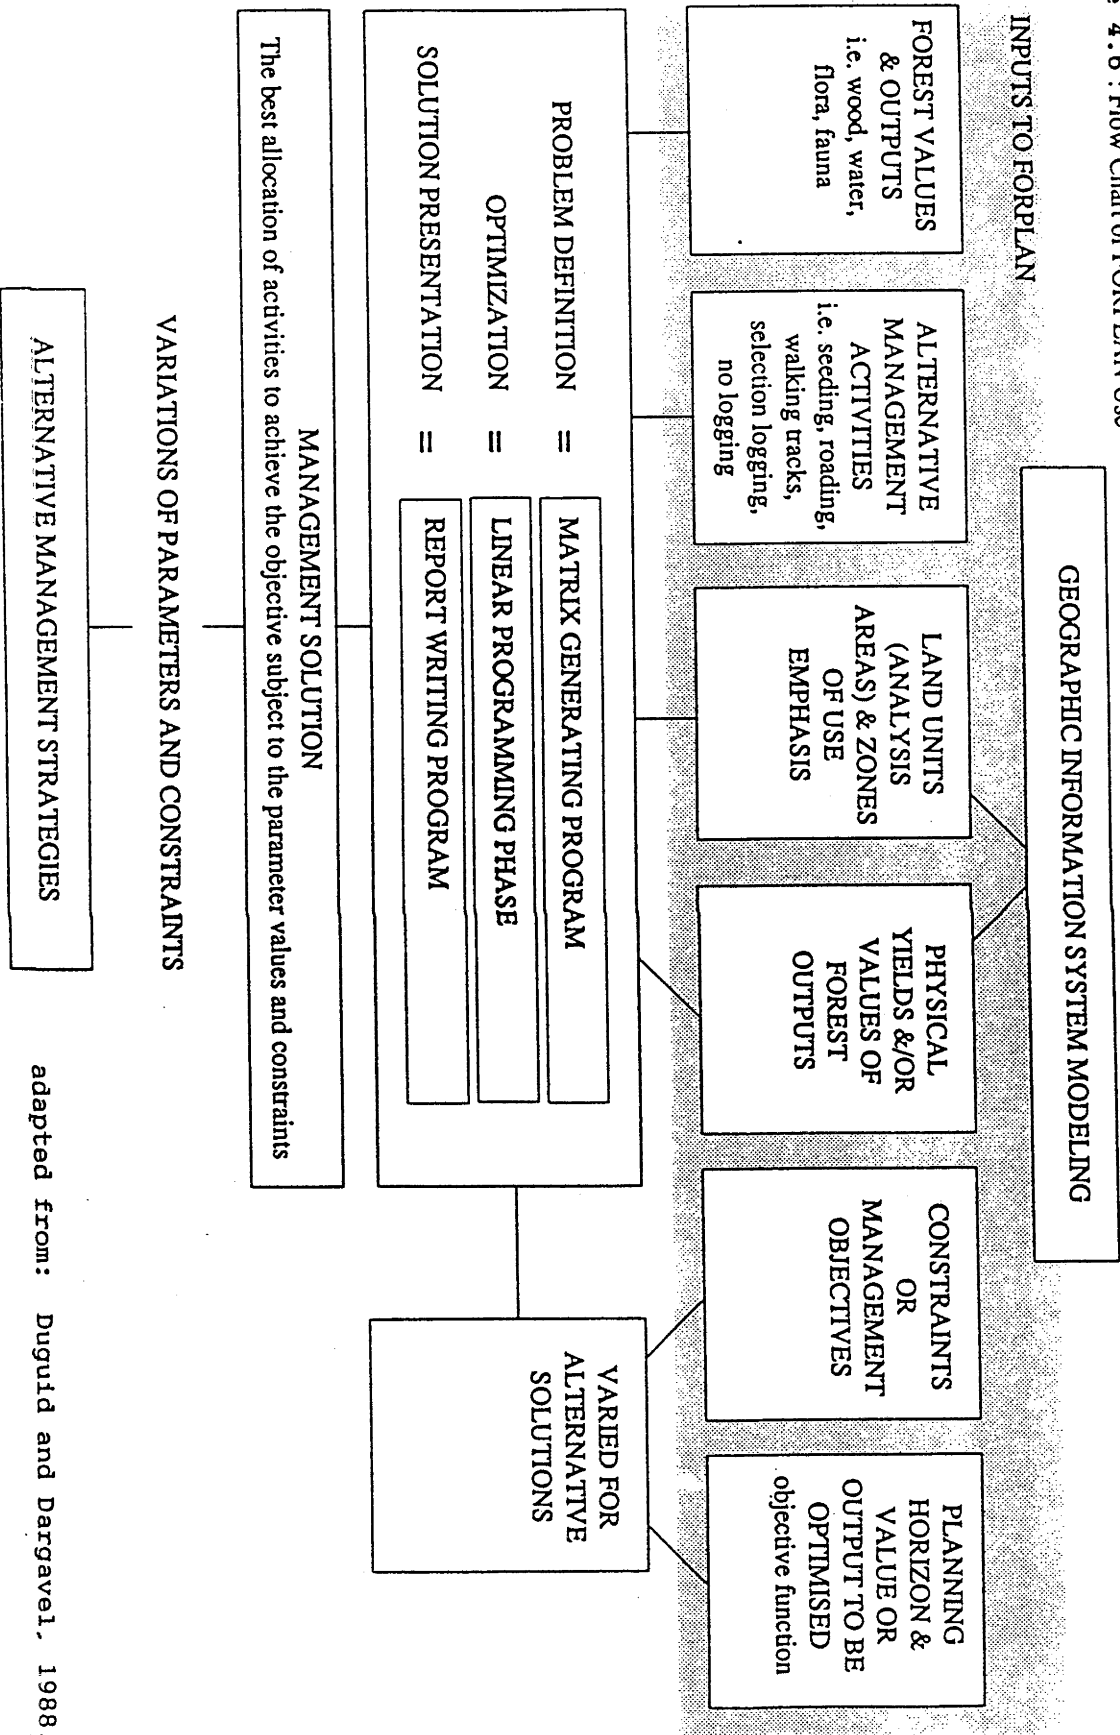 4.6 : Flow Chart of FORPLAN Use
GEOGRAPHIC INFORMATION SYSTEM MODELING
INPUTS TO FORPLAN
FOREST VALUES
& OUTPUTS
i.e. wood, water,
flora, fauna
ALTERNATIVE
MANAGEMENT
ACTIVITIES
i.e. seeding, roading,
walking tracks,
selection logging,
no logging
LAND UNITS
(ANALYSIS
AREAS) & ZONES
OF USE
EMPHASIS
PHYSICAL
YIELDS &/OR
VALUES OF
FOREST
OUTPUTS
CONSTRAINTS
OR
MANAGEMENT
OBJECTIVES
PLANNING
HORIZON &
VALUE OR
OUTPUT TO BE
OPTIMISED
objective function
PROBLEM DEFINITION = MATRIX GENERATING PROGRAM
OPTIMIZATION = LINEAR PROGRAMMING PHASE
SOLUTION PRESENTATION = REPORT WRITING PROGRAM
VARIED FOR
ALTERNATIVE
SOLUTIONS
MANAGEMENT SOLUTION
The best allocation of activities to achieve the objective subject to the parameter values and constraints
VARIATIONS OF PARAMETERS AND CONSTRAINTS
ALTERNATIVE MANAGEMENT STRATEGIES
adapted from: Duguid and Dargavel, 1988